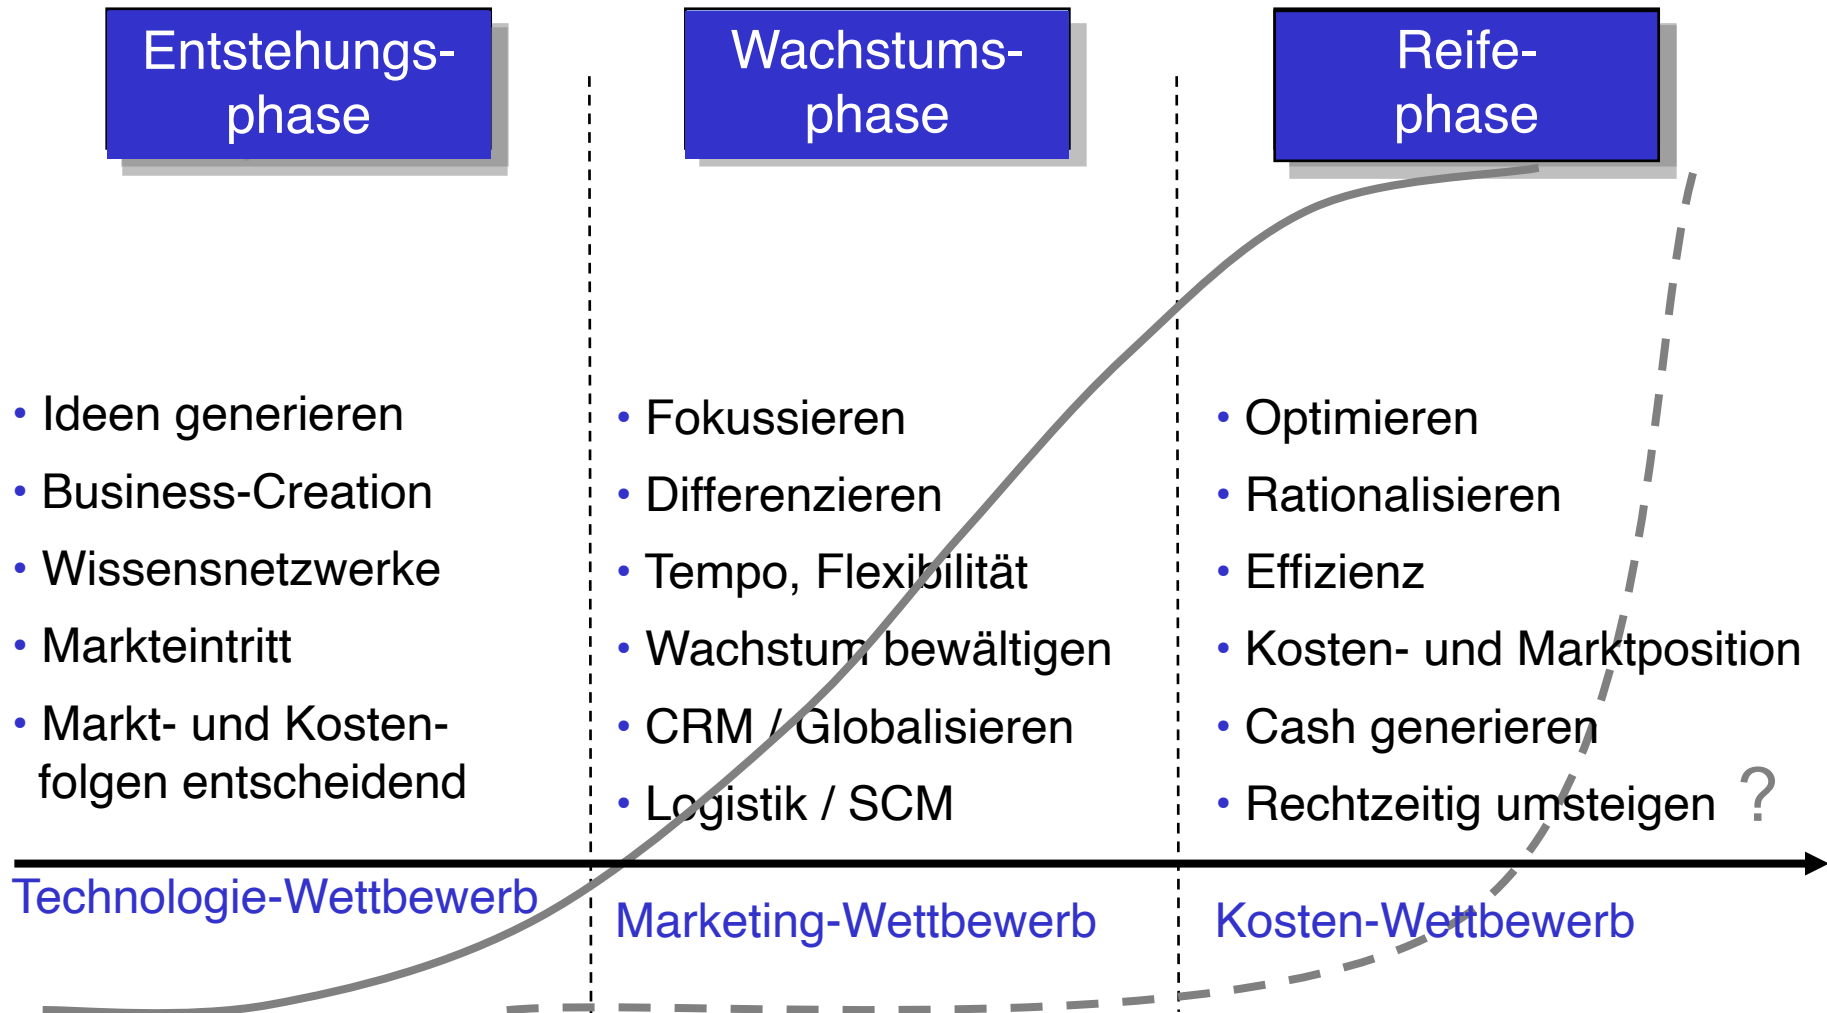 Entstehungs-
phase
Wachstums-
phase
Reife-
phase
• Ideen generieren
• Business-Creation
• Wissensnetzwerke
• Markteintritt
• Markt- und Kosten-
folgen entscheidend
• Fokussieren
• Differenzieren
• Tempo, Flexibilität
• Wachstum bewältigen
• CRM / Globalisieren
• Logistik / SCM
• Optimieren
• Rationalisieren
• Effizienz
• Kosten- und Marktposition
• Cash generieren
• Rechtzeitig umsteigen ?
Technologie-Wettbewerb
Marketing-Wettbewerb
Kosten-Wettbewerb